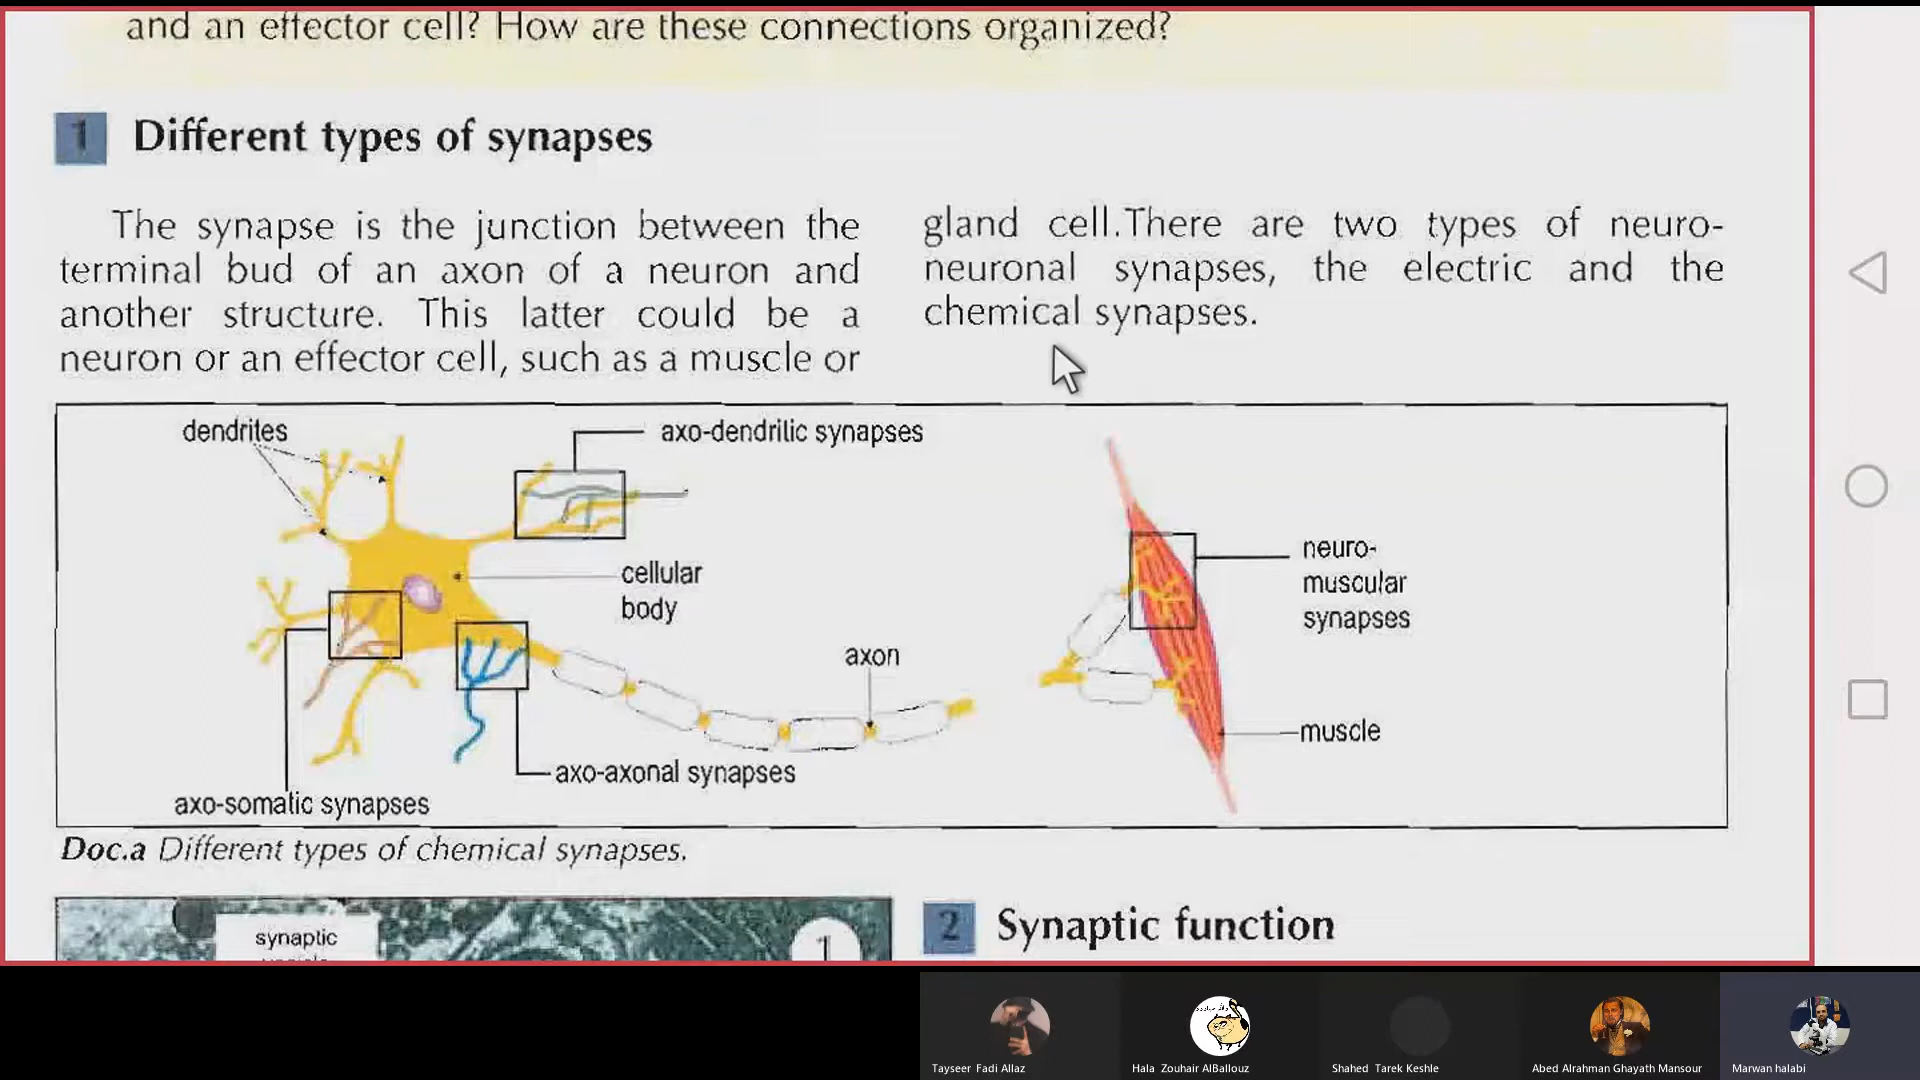 and an effector cell? How are these connections organized?
1 Different types of synapses
The synapse is the junction between the
terminal bud of an axon of a neuron and
another structure. This latter could be a
neuron or an effector cell, such as a muscle or
gland cell.There are two types of neuro-
neuronal synapses, the electric and the
chemical synapses.
dendrites
axo-dendrilic synapses
cellular
body
axon
axo-axonal synapses
axo-somatic synapses
neuro-
muscular
synapses
muscle
Doc.a Different types of chemical synapses.
synaptic
1
2 Synaptic function
Tayseer Fadi Allaz
Hala Zouhair AlBallouz
Shahed Tarek Keshle
Abed Alrahman Ghayath Mansour
Marwan halabi